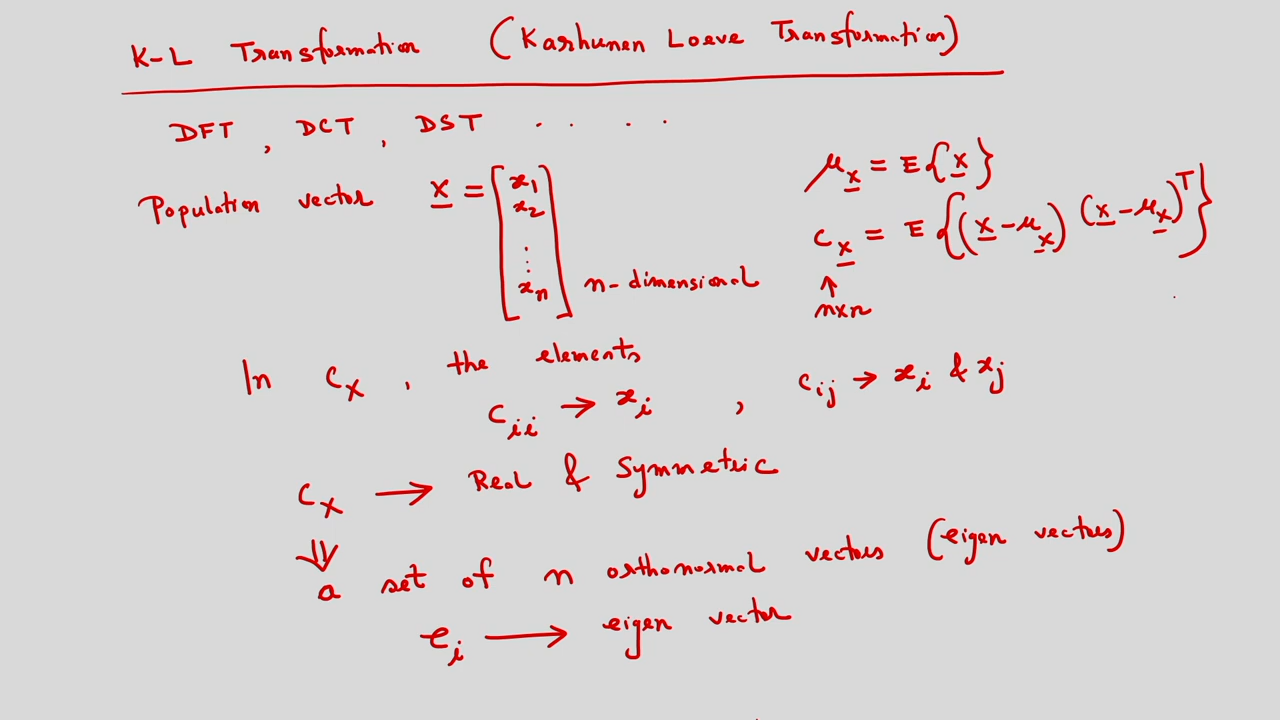 K-L Transformation (Karhunen Loeve Transformation)
DFT, DCT, DST . . . .
Population vector x = [x1 x2 ⋮ xn] n-dimensional
μx = E{x}
Cx = E{(x-μx) (x-μx)^T}
↑
nxn
In Cx, the elements
Cii → xi, Cij → xi & xj
Cx → Real & Symmetric
⇓
a set of n orthonormal vectors (eigen vectors)
ei → eigen vector